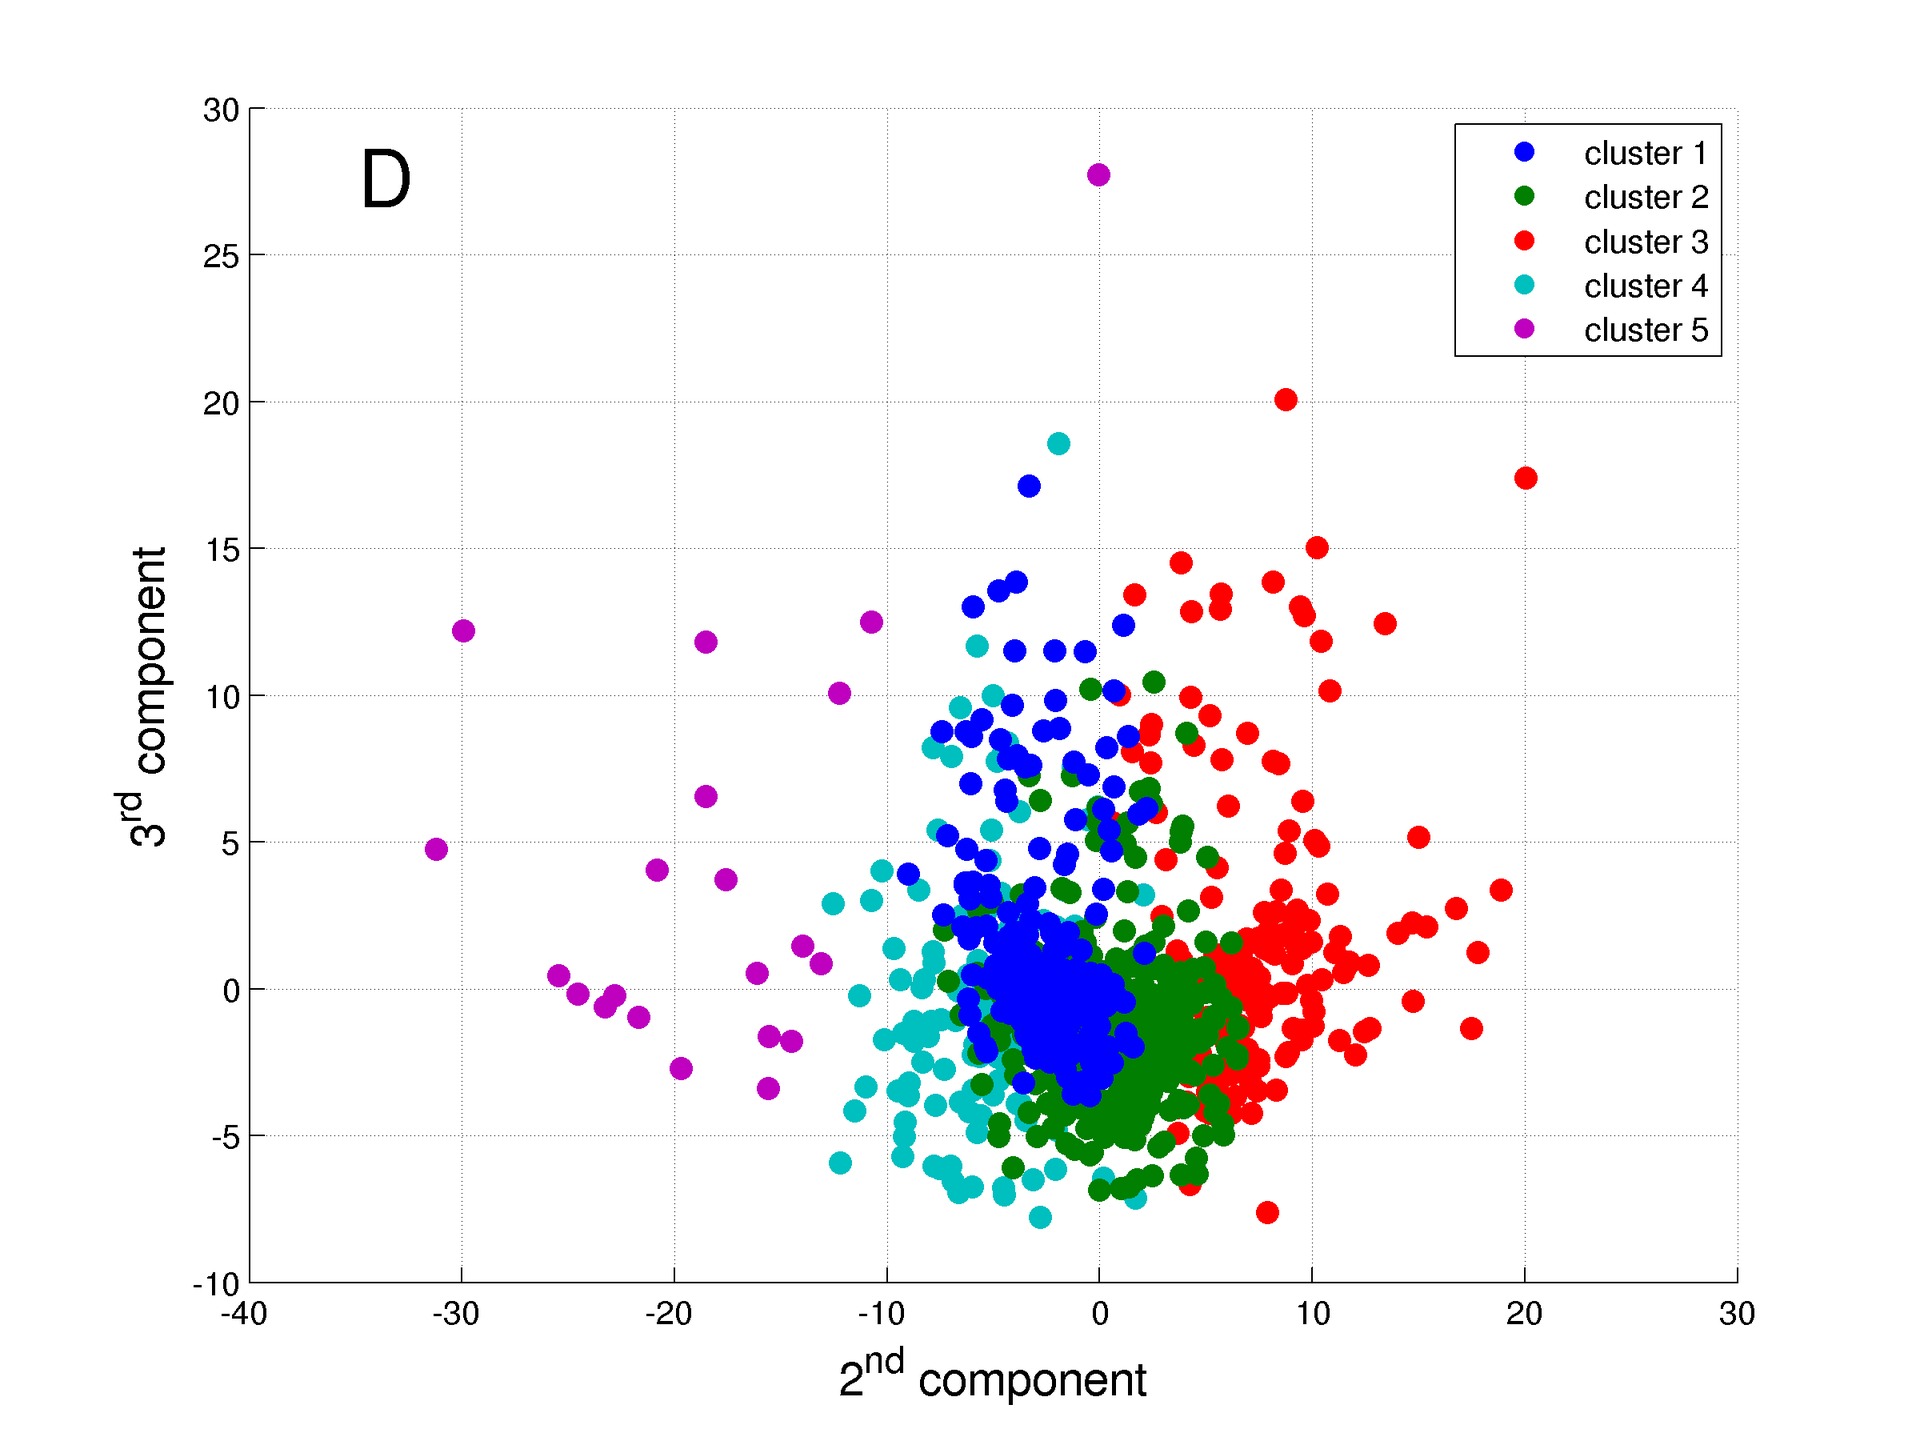 D
cluster 1
cluster 2
cluster 3
cluster 4
cluster 5
30
25
20
15
10
5
0
-5
-10
-40 -30 -20 -10 0 10 20 30
3rd component
2nd component